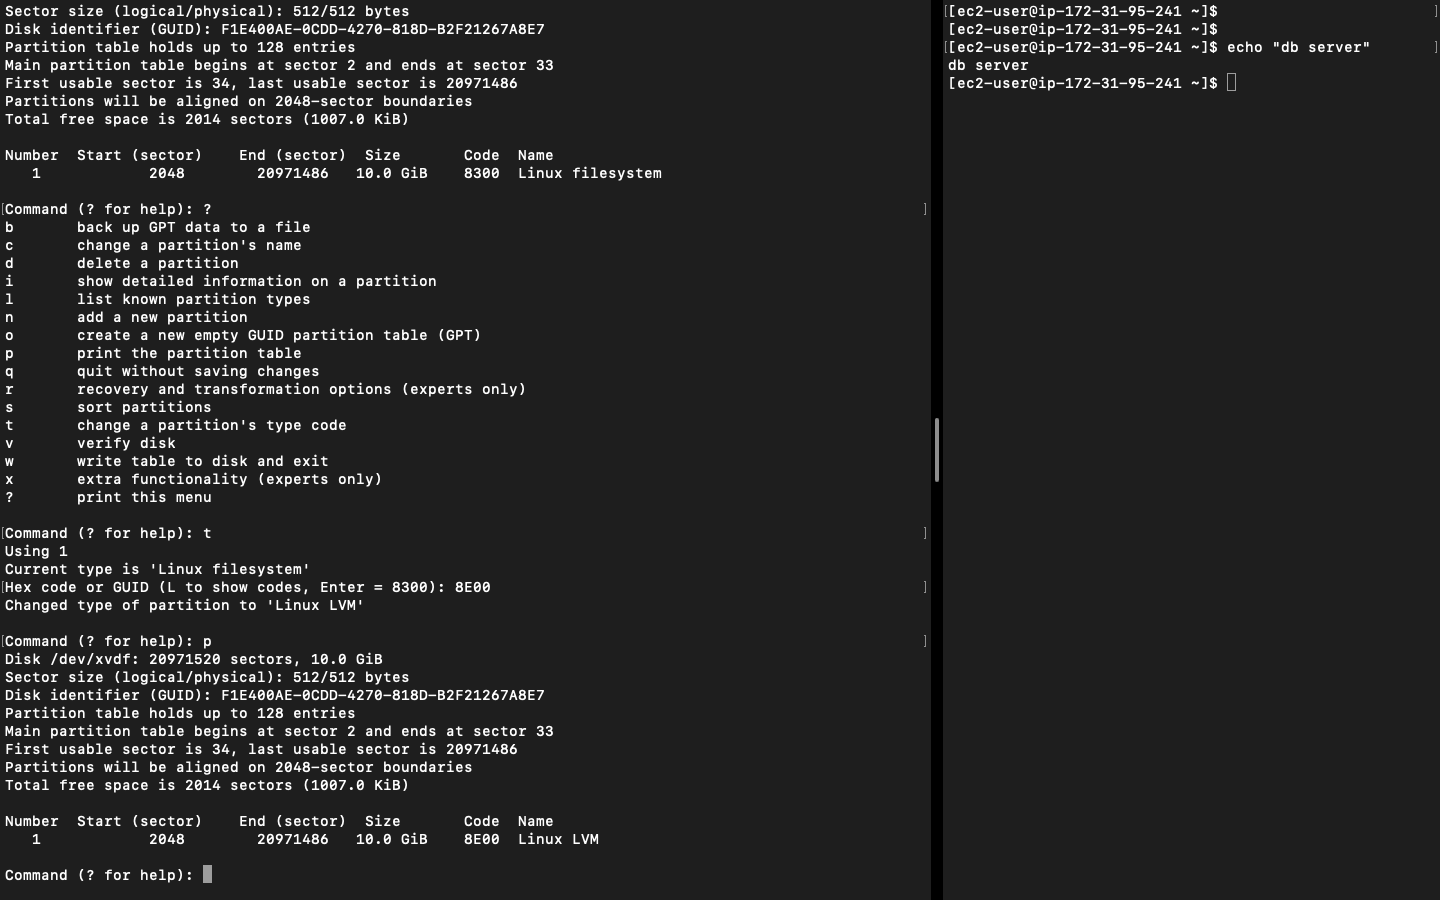 Sector size (logical/physical): 512/512 bytes
Disk identifier (GUID): F1E400AE-0CDD-4270-818D-B2F21267A8E7
Partition table holds up to 128 entries
Main partition table begins at sector 2 and ends at sector 33
First usable sector is 34, last usable sector is 20971486
Partitions will be aligned on 2048-sector boundaries
Total free space is 2014 sectors (1007.0 KiB)

Number  Start (sector)    End (sector)  Size       Code  Name
   1            2048        20971486   10.0 GiB    8300  Linux filesystem

[Command (? for help): ? ]
b       back up GPT data to a file
c       change a partition's name
d       delete a partition
i       show detailed information on a partition
l       list known partition types
n       add a new partition
o       create a new empty GUID partition table (GPT)
p       print the partition table
q       quit without saving changes
r       recovery and transformation options (experts only)
s       sort partitions
t       change a partition's type code
v       verify disk
w       write table to disk and exit
x       extra functionality (experts only)
?       print this menu

[Command (? for help): t ]
Using 1
Current type is 'Linux filesystem'
[Hex code or GUID (L to show codes, Enter = 8300): 8E00 ]
Changed type of partition to 'Linux LVM'

[Command (? for help): p ]
Disk /dev/xvdf: 20971520 sectors, 10.0 GiB
Sector size (logical/physical): 512/512 bytes
Disk identifier (GUID): F1E400AE-0CDD-4270-818D-B2F21267A8E7
Partition table holds up to 128 entries
Main partition table begins at sector 2 and ends at sector 33
First usable sector is 34, last usable sector is 20971486
Partitions will be aligned on 2048-sector boundaries
Total free space is 2014 sectors (1007.0 KiB)

Number  Start (sector)    End (sector)  Size       Code  Name
   1            2048        20971486   10.0 GiB    8E00  Linux LVM

Command (? for help):
[[ec2-user@ip-172-31-95-241 ~]$ ]
[ec2-user@ip-172-31-95-241 ~]$
[[ec2-user@ip-172-31-95-241 ~]$ echo "db server" ]
db server
[ec2-user@ip-172-31-95-241 ~]$